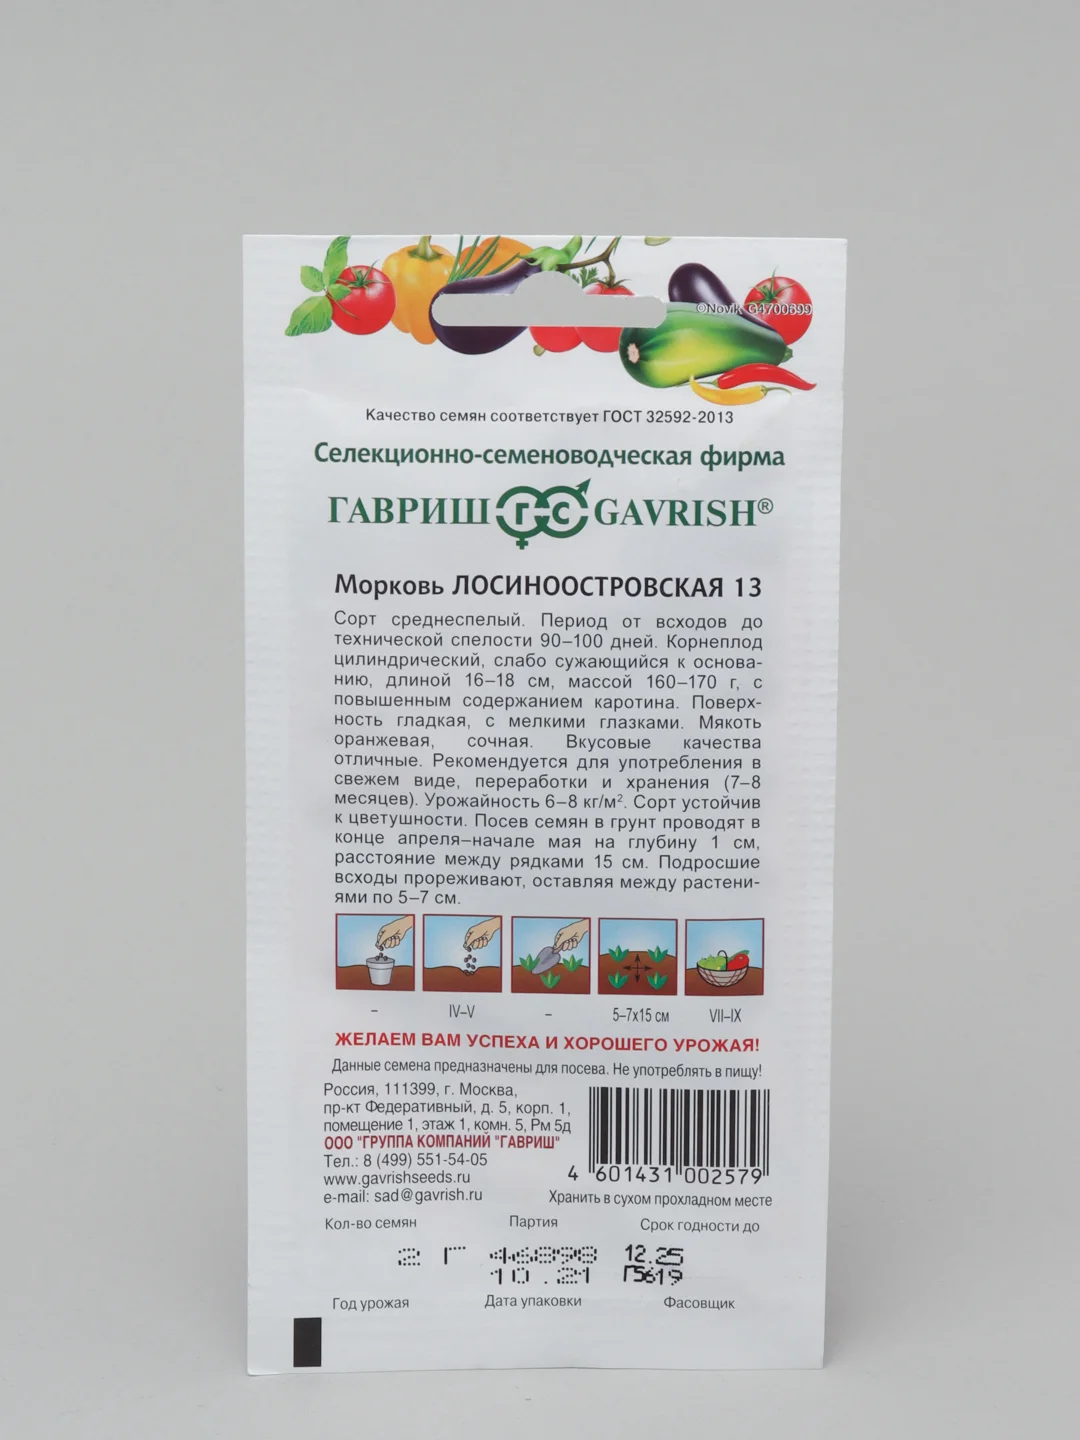 ©Novik G4700699
Качество семян соответствует ГОСТ 32592-2013
Селекционно-семеноводческая фирма
ГАВРИШ ГС GAVRISH®
Морковь ЛОСИНООСТРОВСКАЯ 13
Сорт среднеспелый. Период от всходов до
технической спелости 90–100 дней. Корнеплод
цилиндрический, слабо сужающийся к основа-
нию, длиной 16–18 см, массой 160–170 г, с
повышенным содержанием каротина. Поверх-
ность гладкая, с мелкими глазками. Мякоть
оранжевая, сочная. Вкусовые качества
отличные. Рекомендуется для употребления в
свежем виде, переработки и хранения (7–8
месяцев). Урожайность 6–8 кг/м². Сорт устойчив
к цветушности. Посев семян в грунт проводят в
конце апреля–начале мая на глубину 1 см,
расстояние между рядками 15 см. Подросшие
всходы прореживают, оставляя между растени-
ями по 5–7 см.
– IV–V – 5–7х15 см VII–IX
ЖЕЛАЕМ ВАМ УСПЕХА И ХОРОШЕГО УРОЖАЯ!
Данные семена предназначены для посева. Не употреблять в пищу!
Россия, 111399, г. Москва,
пр-кт Федеративный, д. 5, корп. 1,
помещение 1, этаж 1, комн. 5, Рм 5д
ООО "ГРУППА КОМПАНИЙ "ГАВРИШ"
Тел.: 8 (499) 551-54-05
www.gavrishseeds.ru
e-mail: sad@gavrish.ru
4 601431 002579
Хранить в сухом прохладном месте
Кол-во семян Партия Срок годности до
2 Г 46898 12.25
10.21 П5619
Год урожая Дата упаковки Фасовщик